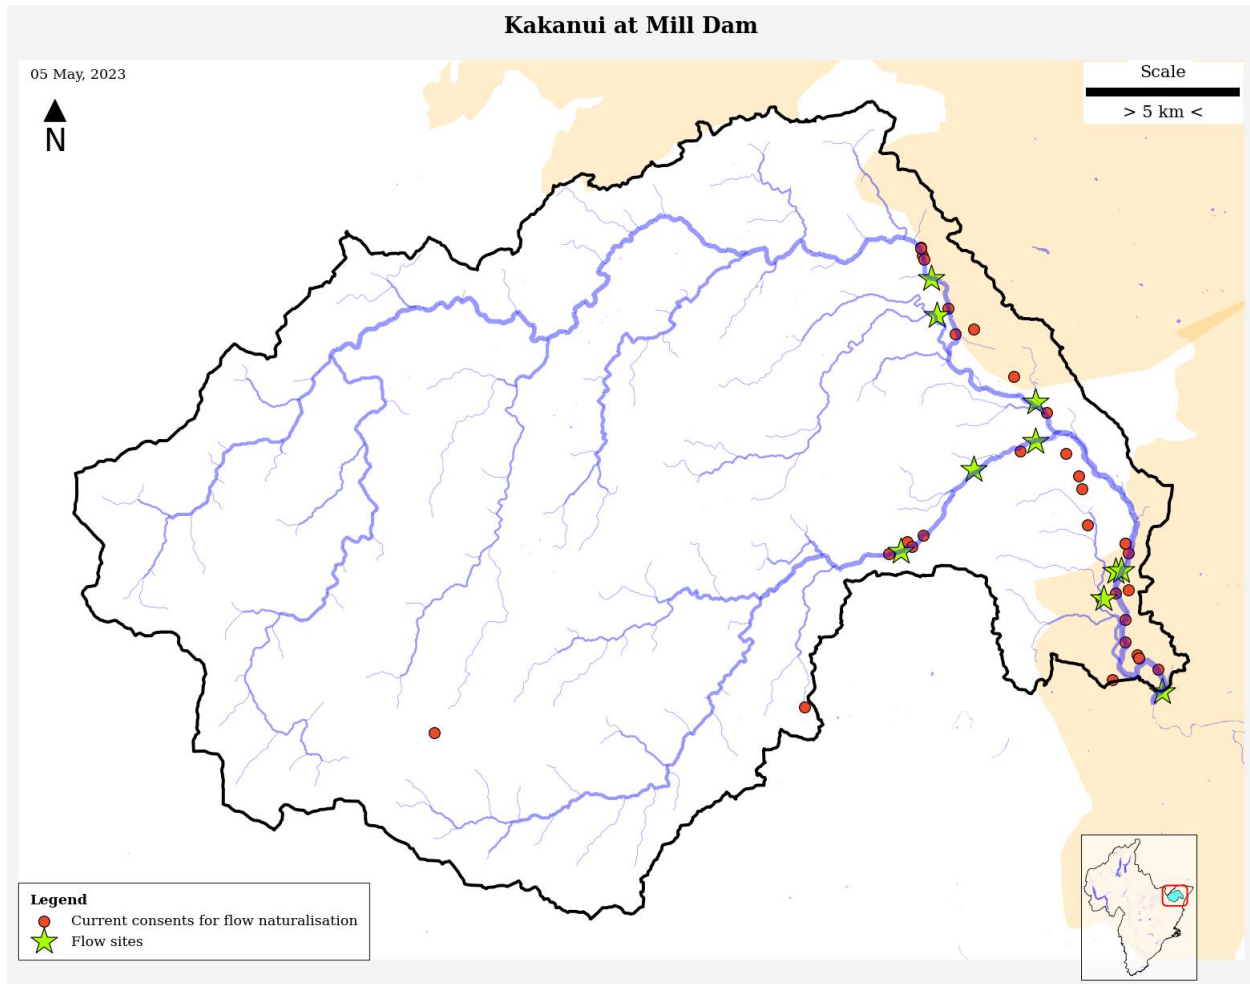 Kakanui at Mill Dam
05 May, 2023
N
Scale
> 5 km <
Legend
Current consents for flow naturalisation
Flow sites